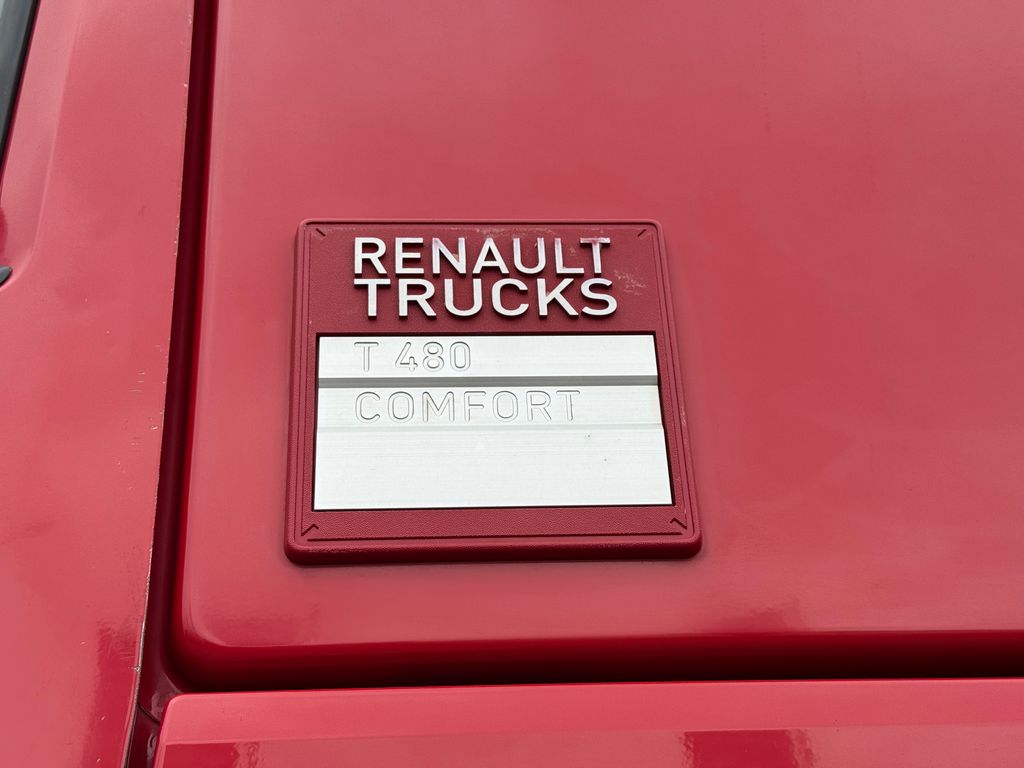 RENAULT
TRUCKS
T 480
COMFORT